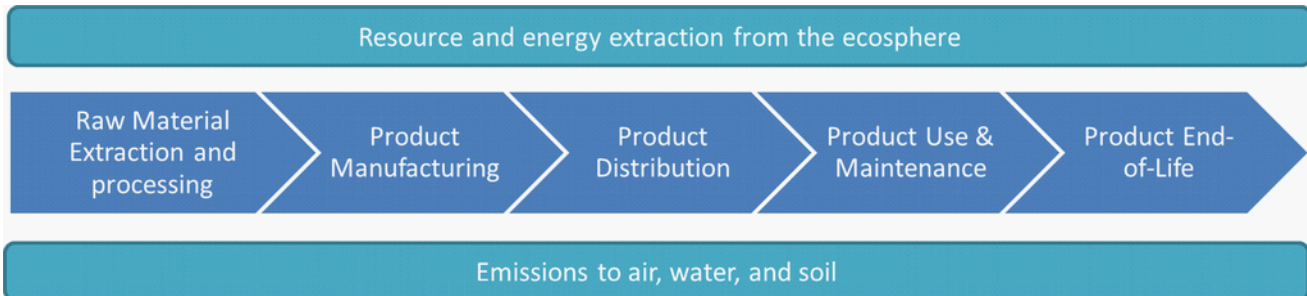 Resource and energy extraction from the ecosphere
Raw Material
Extraction and
processing
Product
Manufacturing
Product
Distribution
Product Use &
Maintenance
Product End-
of-Life
Emissions to air, water, and soil